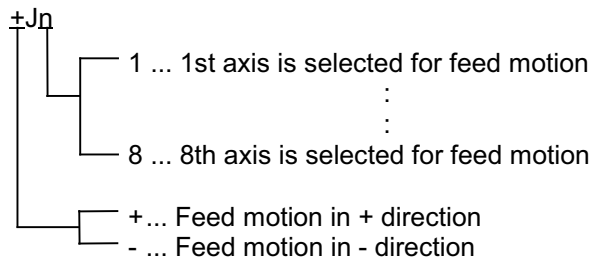 +Jn
1 ... 1st axis is selected for feed motion
:
:
8 ... 8th axis is selected for feed motion
+... Feed motion in + direction
- ... Feed motion in - direction